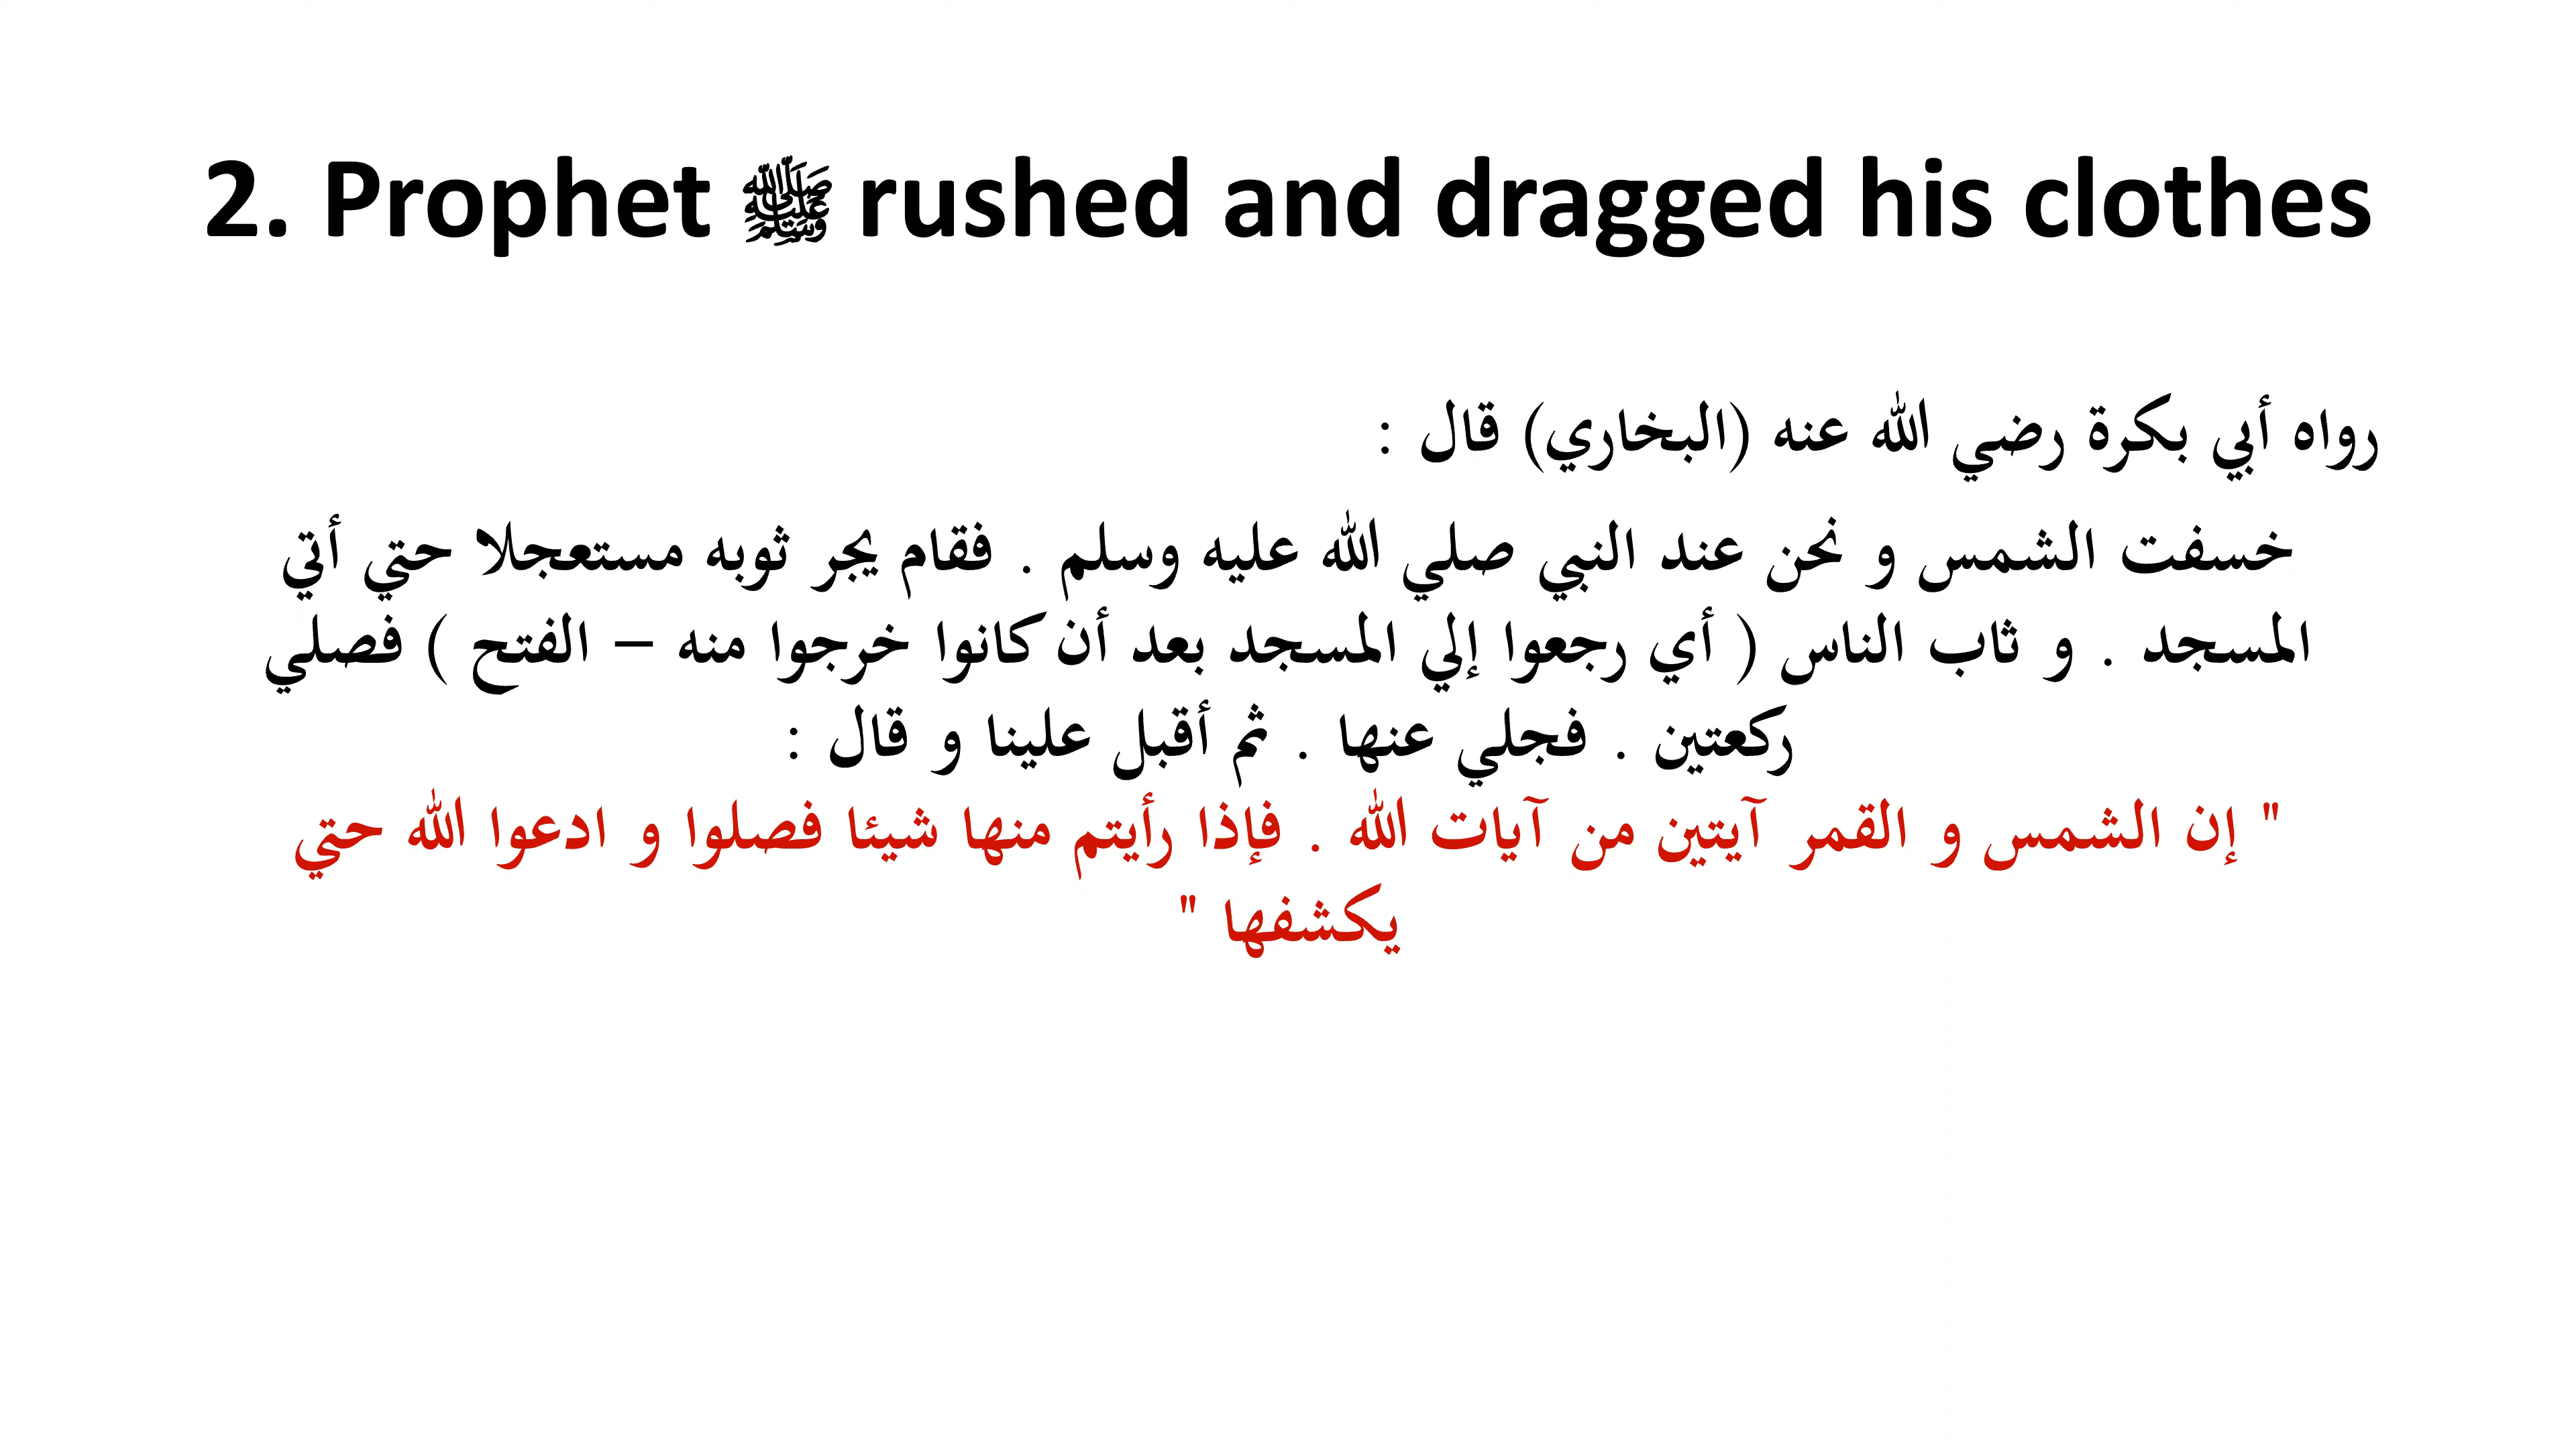 2. Prophet ﷺ rushed and dragged his clothes
رواه أبي بكرة رضي الله عنه (البخاري) قال :
خسفت الشمس و نحن عند النبي صلي الله عليه وسلم . فقام يجر ثوبه مستعجلا حتي أتي
المسجد . و ثاب الناس ( أي رجعوا إلي المسجد بعد أن كانوا خرجوا منه – الفتح ) فصلي
ركعتين . فجلي عنها . ثم أقبل علينا و قال :
" إن الشمس و القمر آيتين من آيات الله . فإذا رأيتم منها شيئا فصلوا و ادعوا الله حتي
يكشفها "